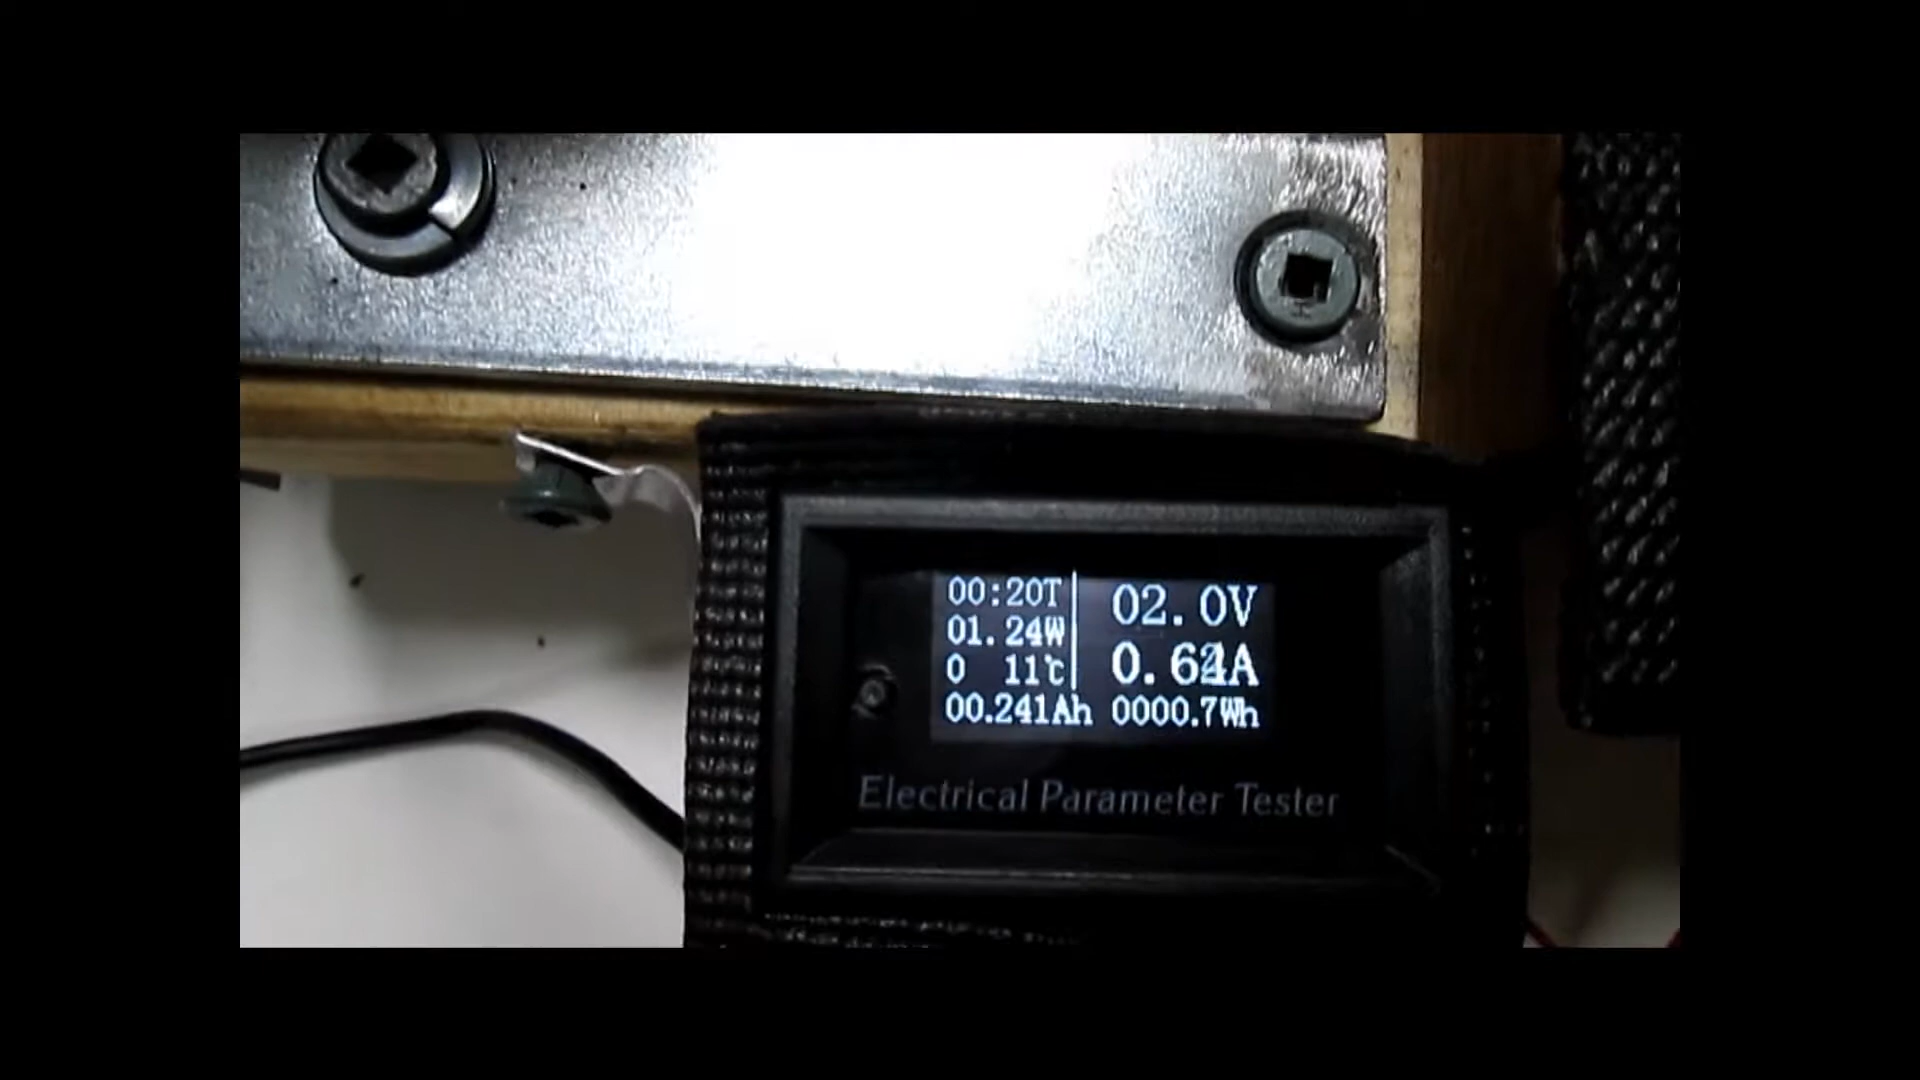 00:20T
02.0V
01.24W
0 11℃
00.241Ah
0000.7Wh
Electrical Parameter Tester